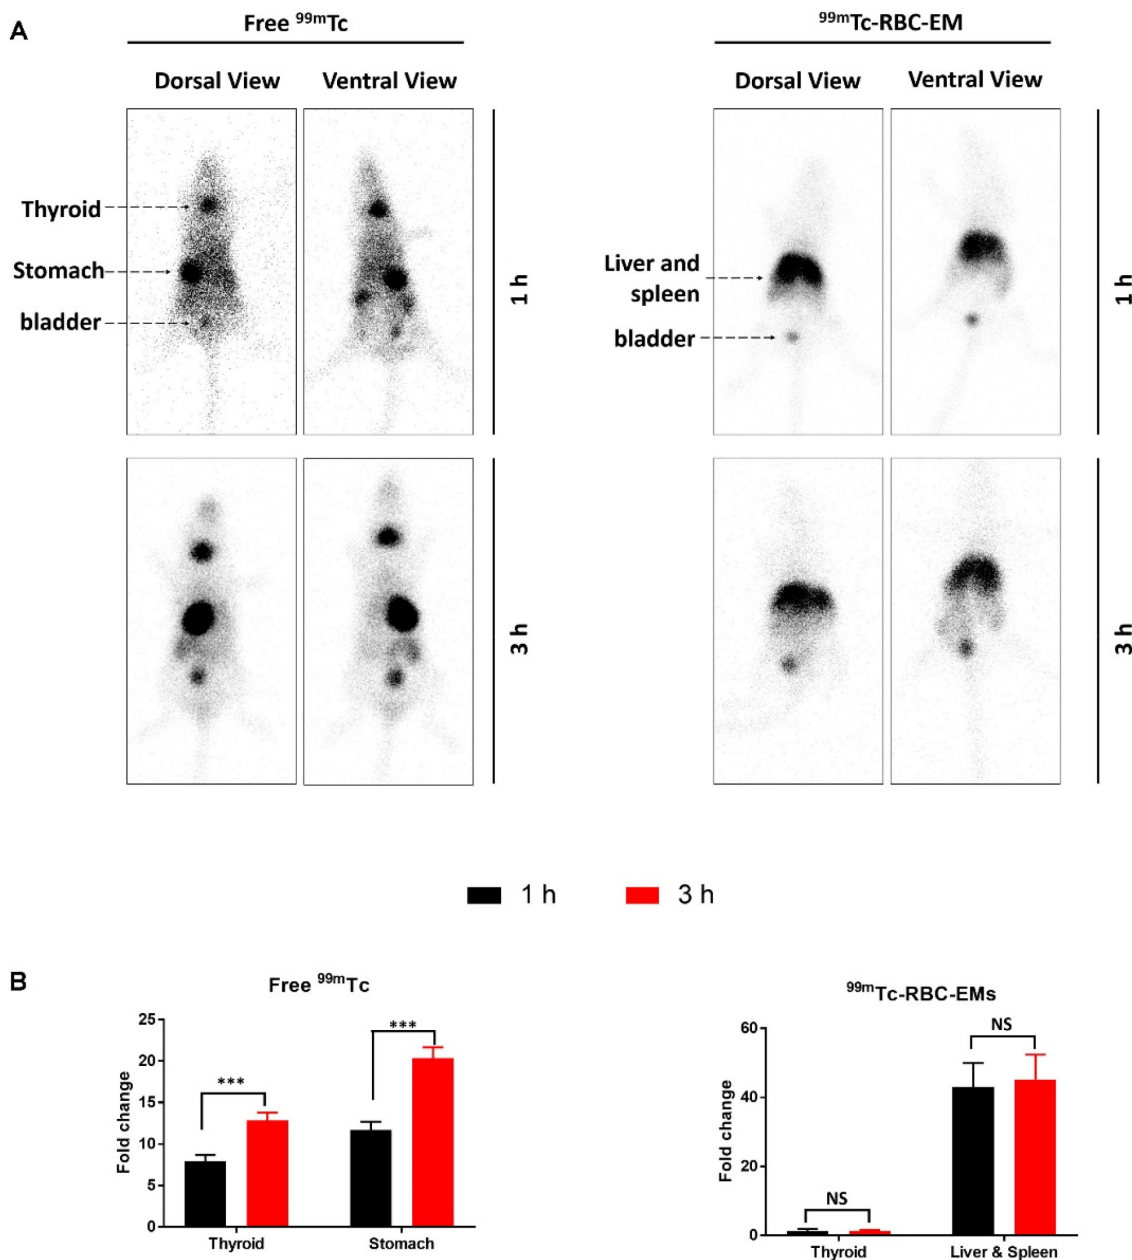 A
Free ⁹⁹ᵐTc
⁹⁹ᵐTc-RBC-EM
Dorsal View
Ventral View
Dorsal View
Ventral View
Thyroid
Stomach
bladder
1 h
Liver and
spleen
bladder
1 h
3 h
3 h
1 h
3 h
B
Free ⁹⁹ᵐTc
Fold change
25
20
15
10
5
0
***
***
Thyroid
Stomach
⁹⁹ᵐTc-RBC-EMs
Fold change
60
40
20
0
NS
NS
Thyroid
Liver & Spleen